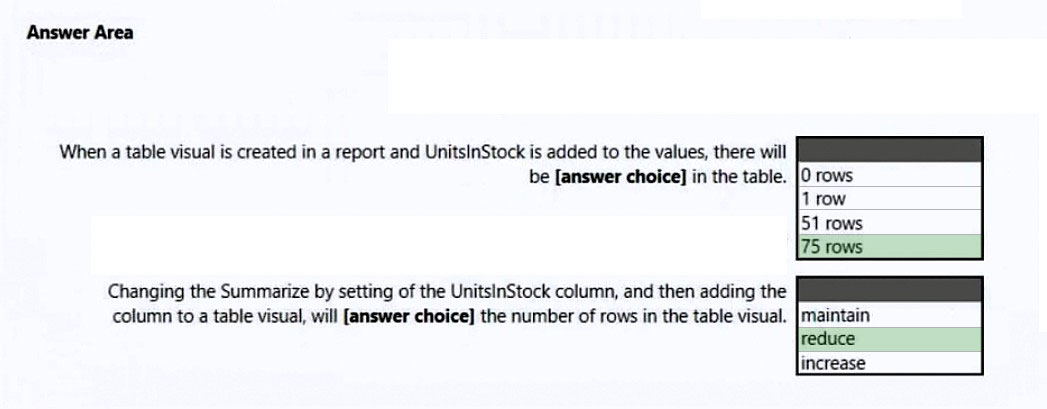 Answer Area
When a table visual is created in a report and UnitsInStock is added to the values, there will
be [answer choice] in the table.
0 rows
1 row
51 rows
75 rows
Changing the Summarize by setting of the UnitsInStock column, and then adding the
column to a table visual, will [answer choice] the number of rows in the table visual.
maintain
reduce
increase